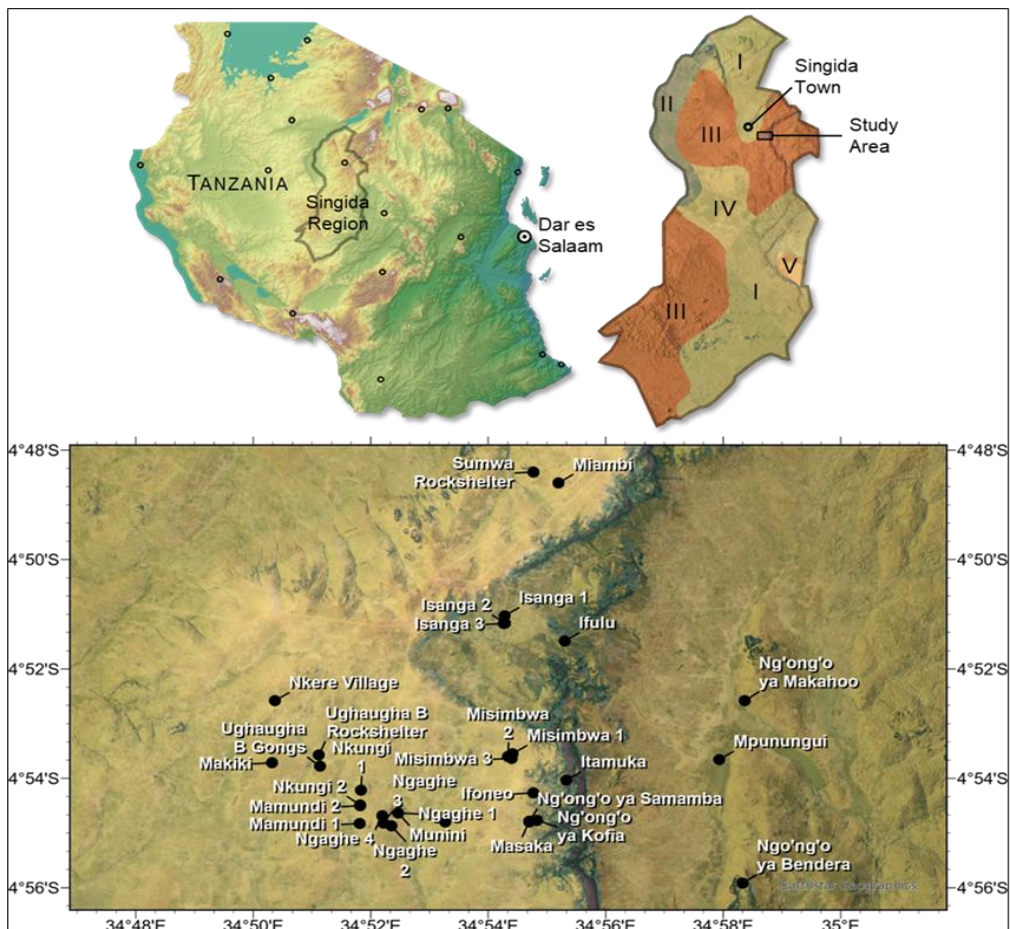 TANZANIA
Singida
Region
Dar es
Salaam
I
II
III
IV
V
I
III
Singida
Town
Study
Area
4°48'S
4°48'S
Sumwa
Rockshelter
Miambi
4°50'S
4°50'S
Isanga 2
Isanga 1
Isanga 3
Ifulu
4°52'S
4°52'S
Ng'ong'o
ya Makahoo
Nkere Village
Ughaugha
B Gongs
Ughaugha B
Rockshelter
Nkungi
1
Misimbwa
2
Misimbwa 1
Misimbwa 3
Mpunungui
Makiki
Itamuka
4°54'S
4°54'S
Nkungi 2
Ngaghe
3
Ifoneo
Ng'ong'o ya Samamba
Mamundi 2
Ngaghe 1
Ng'ong'o
ya Kofia
Mamundi 1
Ngaghe 4
Munini
Masaka
Ngaghe
2
Ngo'ng'o
ya Bendera
4°56'S
4°56'S
Earthstar Geographics
34°48'E
34°50'E
34°52'E
34°54'E
34°56'E
34°58'E
35°E